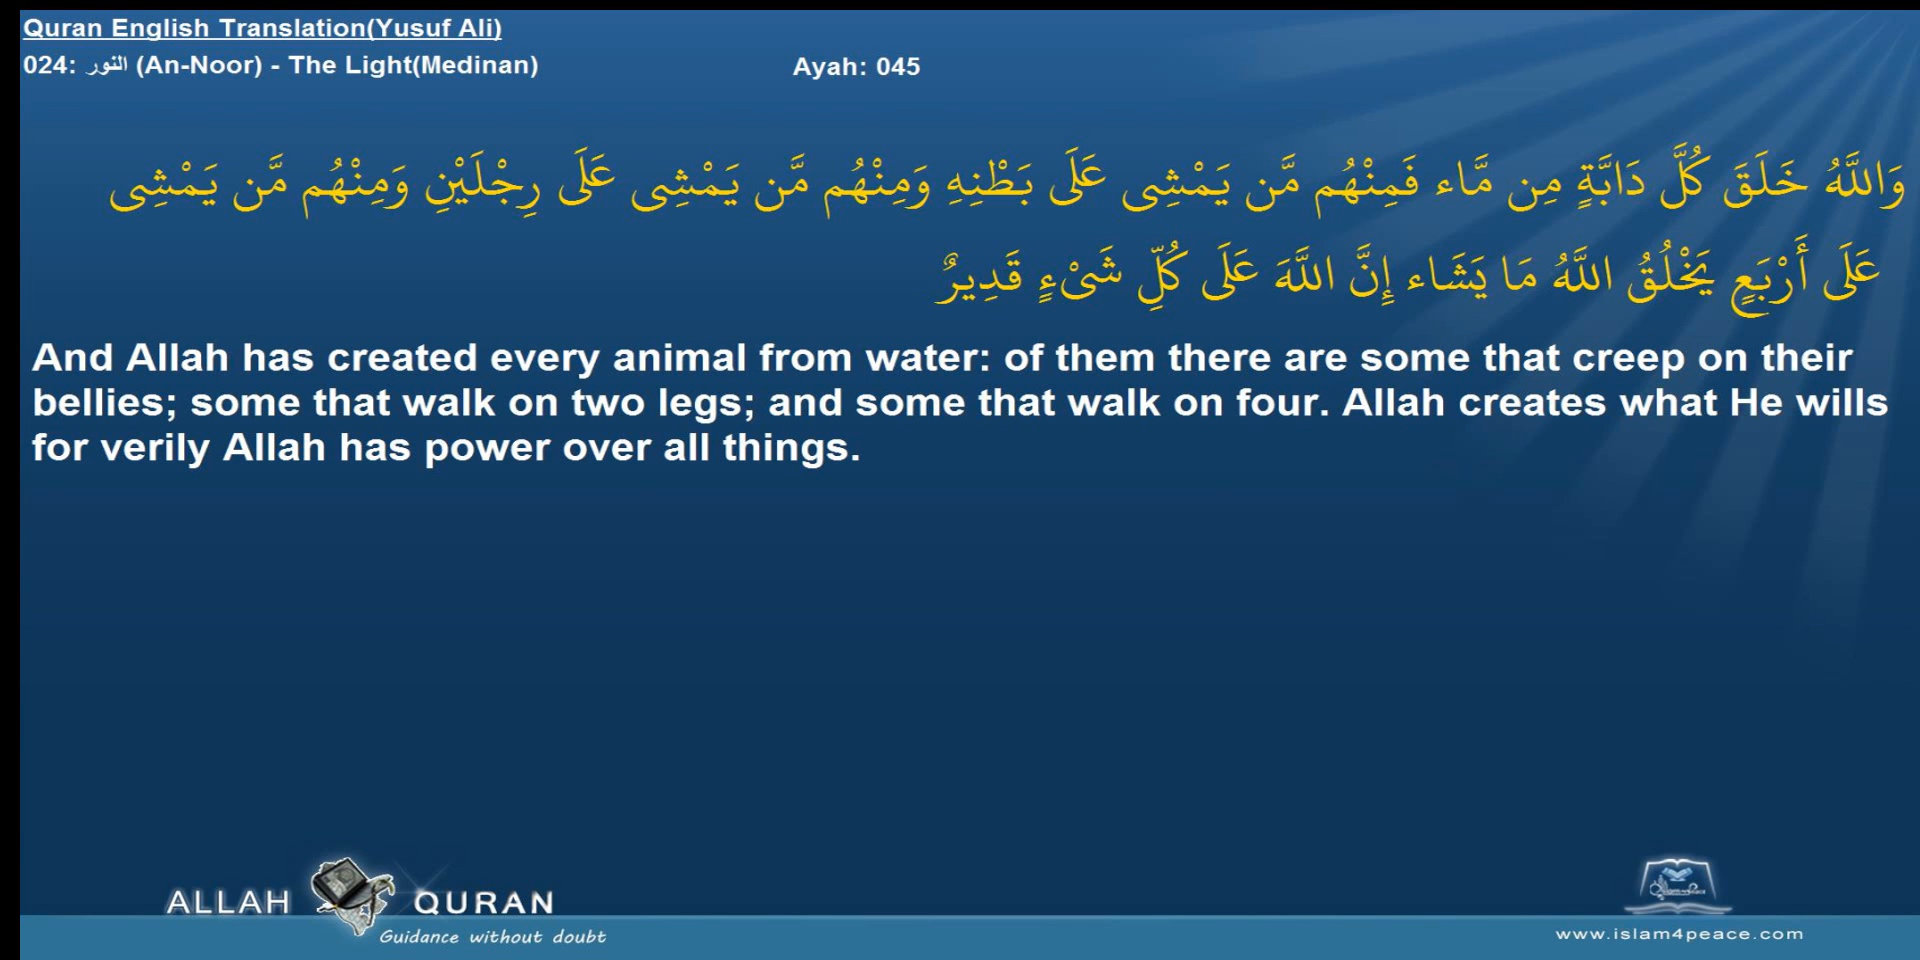 Quran English Translation(Yusuf Ali)
024: النور (An-Noor) - The Light(Medinan) Ayah: 045
وَاللَّهُ خَلَقَ كُلَّ دَابَّةٍ مِن مَّاء فَمِنْهُم مَّن يَمْشِى عَلَى بَطْنِهِ وَمِنْهُم مَّن يَمْشِى عَلَى رِجْلَيْنِ وَمِنْهُم مَّن يَمْشِى
عَلَى أَرْبَعٍ يَخْلُقُ اللَّهُ مَا يَشَاء إِنَّ اللَّهَ عَلَى كُلِّ شَىْءٍ قَدِيرٌ
And Allah has created every animal from water: of them there are some that creep on their
bellies; some that walk on two legs; and some that walk on four. Allah creates what He wills
for verily Allah has power over all things.
ALLAH QURAN
Guidance without doubt
www.islam4peace.com